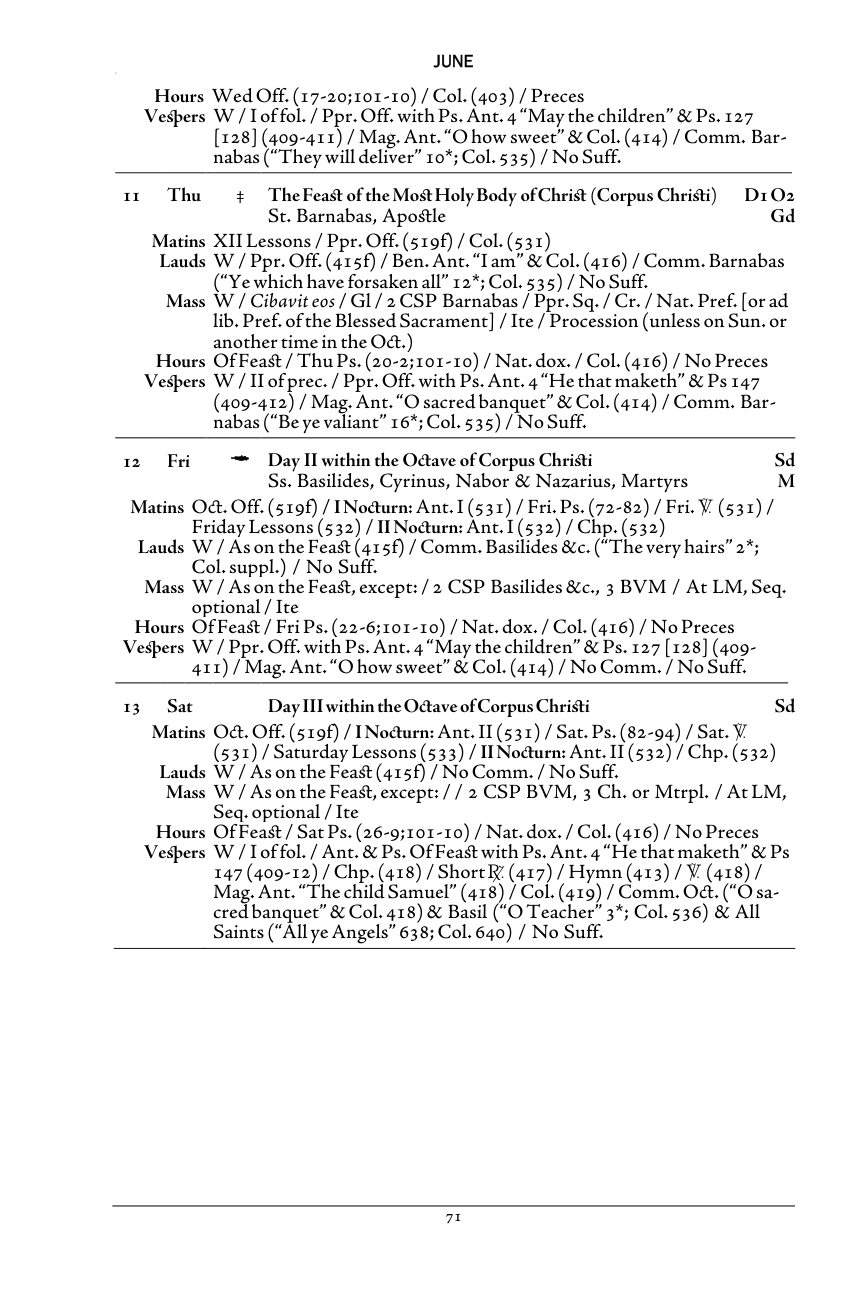 JUNE
Hours Wed Off. (17-20;101-10) / Col. (403) / Preces
Vespers W / I of fol. / Ppr. Off. with Ps. Ant. 4 “May the children” & Ps. 127
[128] (409-411) / Mag. Ant. “O how sweet” & Col. (414) / Comm. Bar-
nabas (“They will deliver” 10*; Col. 535) / No Suff.
11 Thu ‡ The Feast of the Most Holy Body of Christ (Corpus Christi) D1 O2
St. Barnabas, Apostle Gd
Matins XII Lessons / Ppr. Off. (519f) / Col. (531)
Lauds W / Ppr. Off. (415f) / Ben. Ant. “I am” & Col. (416) / Comm. Barnabas
(“Ye which have forsaken all” 12*; Col. 535) / No Suff.
Mass W / Cibavit eos / Gl / 2 CSP Barnabas / Ppr. Sq. / Cr. / Nat. Pref. [or ad
lib. Pref. of the Blessed Sacrament] / Ite / Procession (unless on Sun. or
another time in the Oct.)
Hours Of Feast / Thu Ps. (20-2;101-10) / Nat. dox. / Col. (416) / No Preces
Vespers W / II of prec. / Ppr. Off. with Ps. Ant. 4 “He that maketh” & Ps 147
(409-412) / Mag. Ant. “O sacred banquet” & Col. (414) / Comm. Bar-
nabas (“Be ye valiant” 16*; Col. 535) / No Suff.
12 Fri Day II within the Octave of Corpus Christi Sd
Ss. Basilides, Cyrinus, Nabor & Nazarius, Martyrs M
Matins Oct. Off. (519f) / I Nocturn: Ant. I (531) / Fri. Ps. (72-82) / Fri. ℣ (531) /
Friday Lessons (532) / II Nocturn: Ant. I (532) / Chp. (532)
Lauds W / As on the Feast (415f) / Comm. Basilides &c. (“The very hairs” 2*;
Col. suppl.) / No Suff.
Mass W / As on the Feast, except: / 2 CSP Basilides &c., 3 BVM / At LM, Seq.
optional / Ite
Hours Of Feast / Fri Ps. (22-6;101-10) / Nat. dox. / Col. (416) / No Preces
Vespers W / Ppr. Off. with Ps. Ant. 4 “May the children” & Ps. 127 [128] (409-
411) / Mag. Ant. “O how sweet” & Col. (414) / No Comm. / No Suff.
13 Sat Day III within the Octave of Corpus Christi Sd
Matins Oct. Off. (519f) / I Nocturn: Ant. II (531) / Sat. Ps. (82-94) / Sat. ℣
(531) / Saturday Lessons (533) / II Nocturn: Ant. II (532) / Chp. (532)
Lauds W / As on the Feast (415f) / No Comm. / No Suff.
Mass W / As on the Feast, except: / / 2 CSP BVM, 3 Ch. or Mtrpl. / At LM,
Seq. optional / Ite
Hours Of Feast / Sat Ps. (26-9;101-10) / Nat. dox. / Col. (416) / No Preces
Vespers W / I of fol. / Ant. & Ps. Of Feast with Ps. Ant. 4 “He that maketh” & Ps
147 (409-12) / Chp. (418) / Short ℟ (417) / Hymn (413) / ℣ (418) /
Mag. Ant. “The child Samuel” (418) / Col. (419) / Comm. Oct. (“O sa-
cred banquet” & Col. 418) & Basil (“O Teacher” 3*; Col. 536) & All
Saints (“All ye Angels” 638; Col. 640) / No Suff.
71